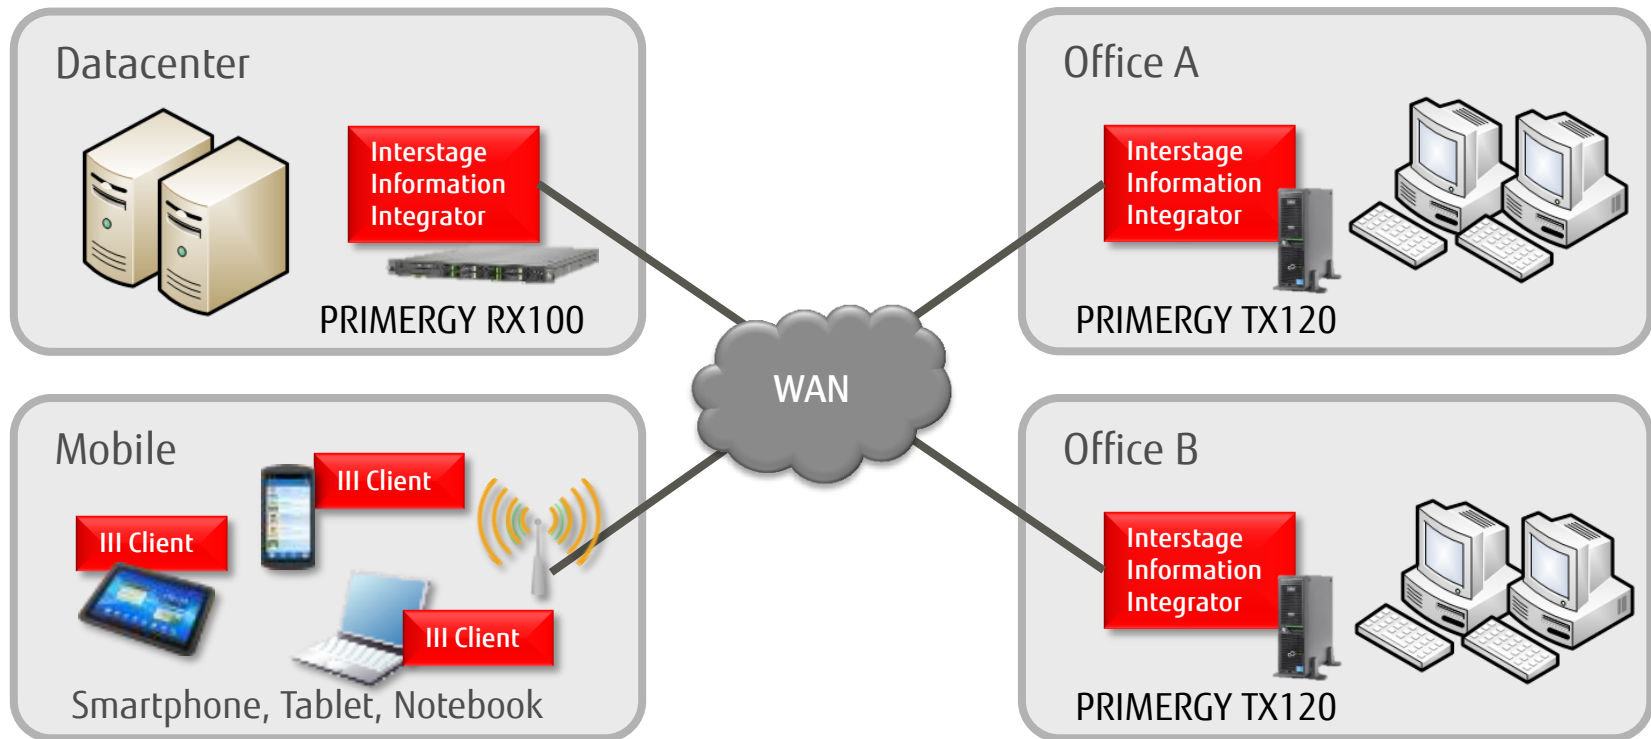 Datacenter
Interstage
Information
Integrator
PRIMERGY RX100
Office A
Interstage
Information
Integrator
PRIMERGY TX120
WAN
Mobile
III Client
III Client
III Client
Smartphone, Tablet, Notebook
Office B
Interstage
Information
Integrator
PRIMERGY TX120